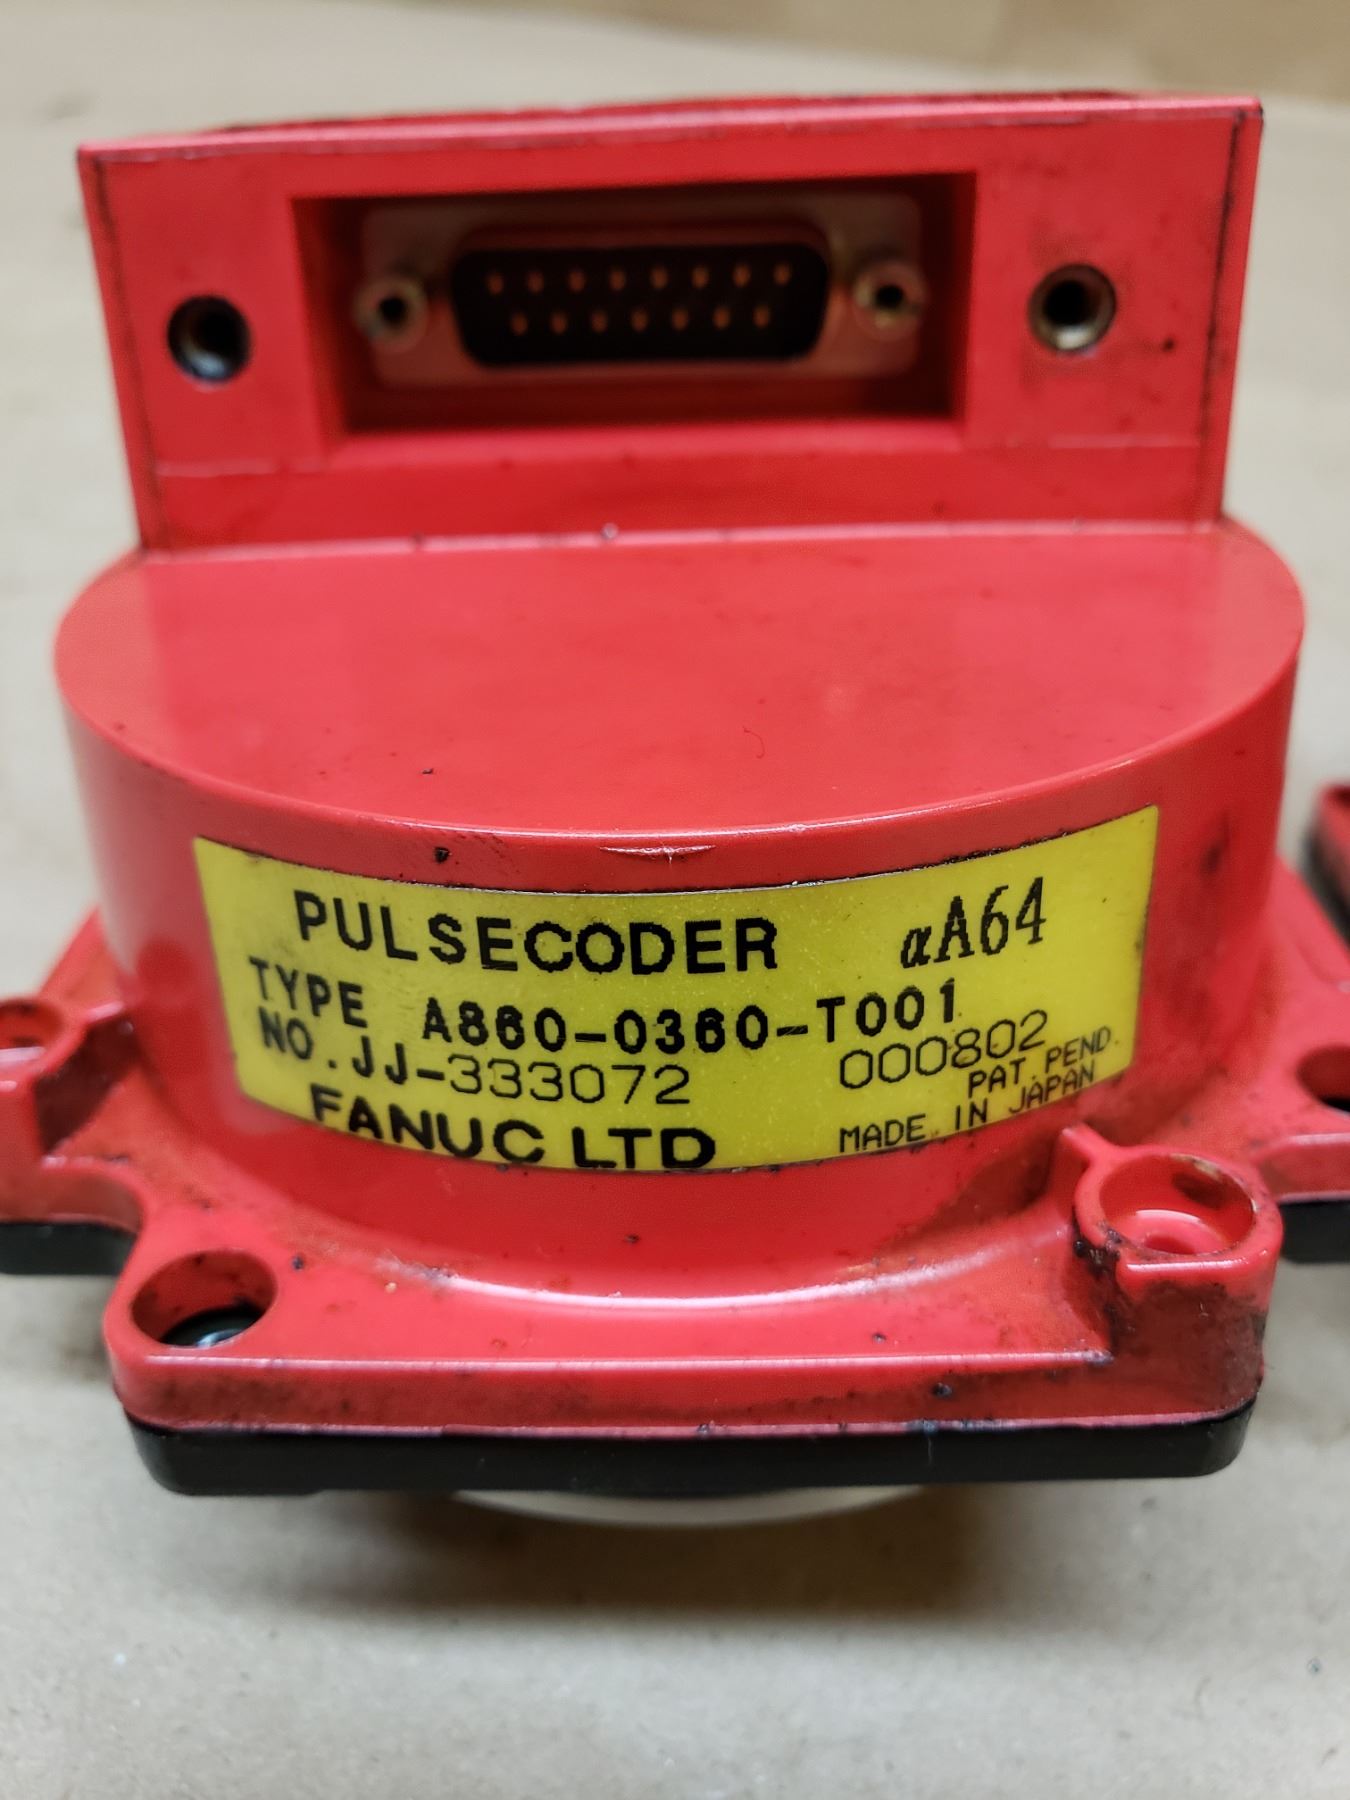 PULSECODER αA64
TYPE A860-0360-T001
NO. JJ-333072 000802
PAT. PEND.
FANUC LTD MADE IN JAPAN